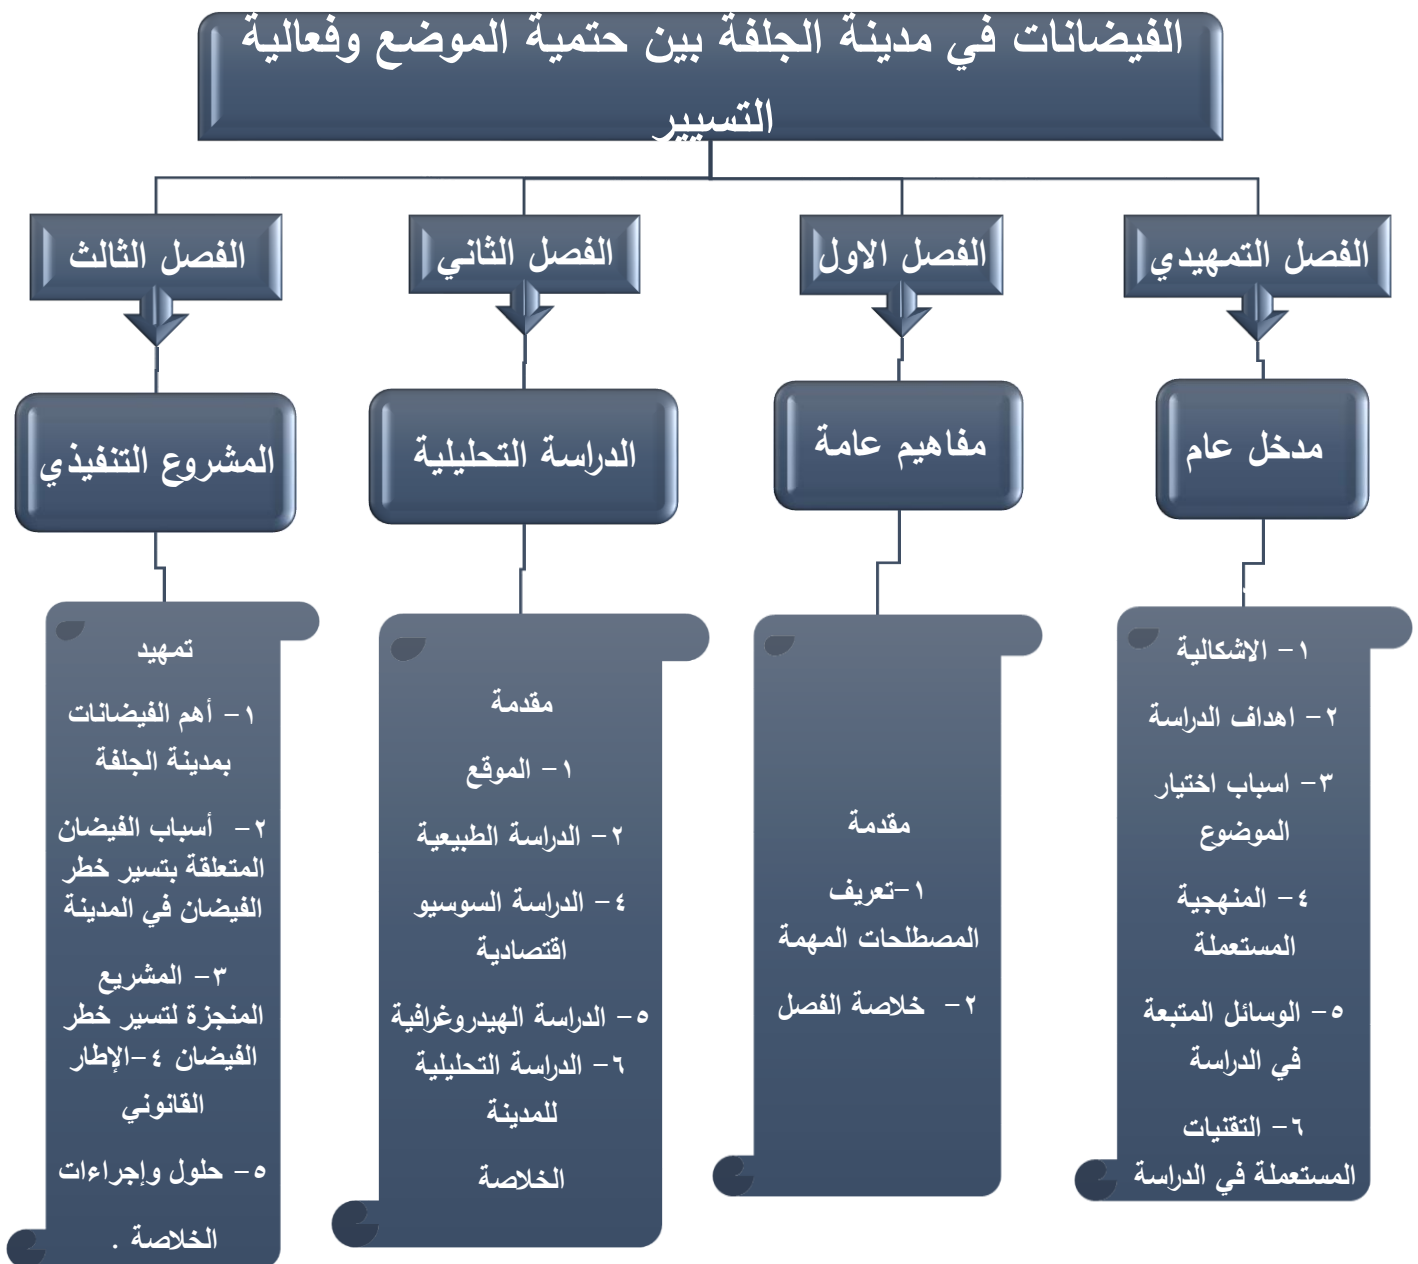 الفيضانات في مدينة الجلفة بين حتمية الموضع وفعالية
التسيير
الفصل التمهيدي
مدخل عام
١- الاشكالية
٢- اهداف الدراسة
٣- اسباب اختيار
الموضوع
٤- المنهجية
المستعملة
٥- الوسائل المتبعة
في الدراسة
٦- التقنيات
المستعملة في الدراسة
الفصل الاول
مفاهيم عامة
مقدمة
١-تعريف
المصطلحات المهمة
٢- خلاصة الفصل
الفصل الثاني
الدراسة التحليلية
مقدمة
١- الموقع
٢- الدراسة الطبيعية
٤- الدراسة السوسيو
اقتصادية
٥- الدراسة الهيدروغرافية
٦- الدراسة التحليلية
للمدينة
الخلاصة
الفصل الثالث
المشروع التنفيذي
تمهيد
١- أهم الفيضانات
بمدينة الجلفة
٢- أسباب الفيضان
المتعلقة بتسير خطر
الفيضان في المدينة
٣- المشريع
المنجزة لتسير خطر
الفيضان ٤-الإطار
القانوني
٥- حلول وإجراءات
الخلاصة .